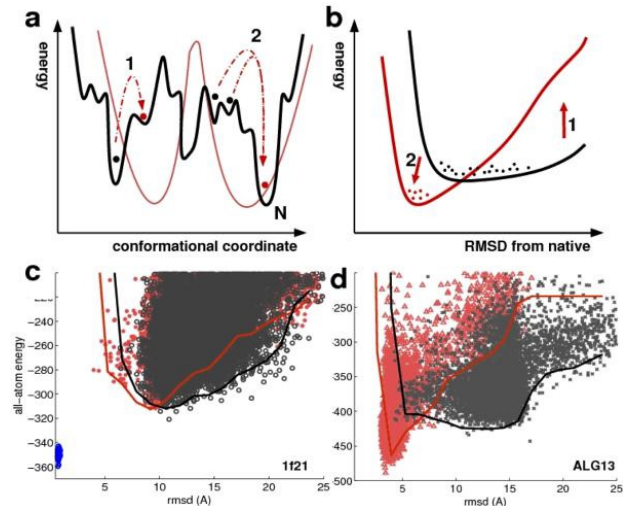 a
b
energy
1
2
N
conformational coordinate
energy
2
1
RMSD from native
c
all-atom energy
-240
-260
-280
-300
-320
-340
-360
5 10 15 20 25
rmsd (A)
1f21
d
-250
300
350
400
450
500
5 10 15 20 25
rmsd (A)
ALG13